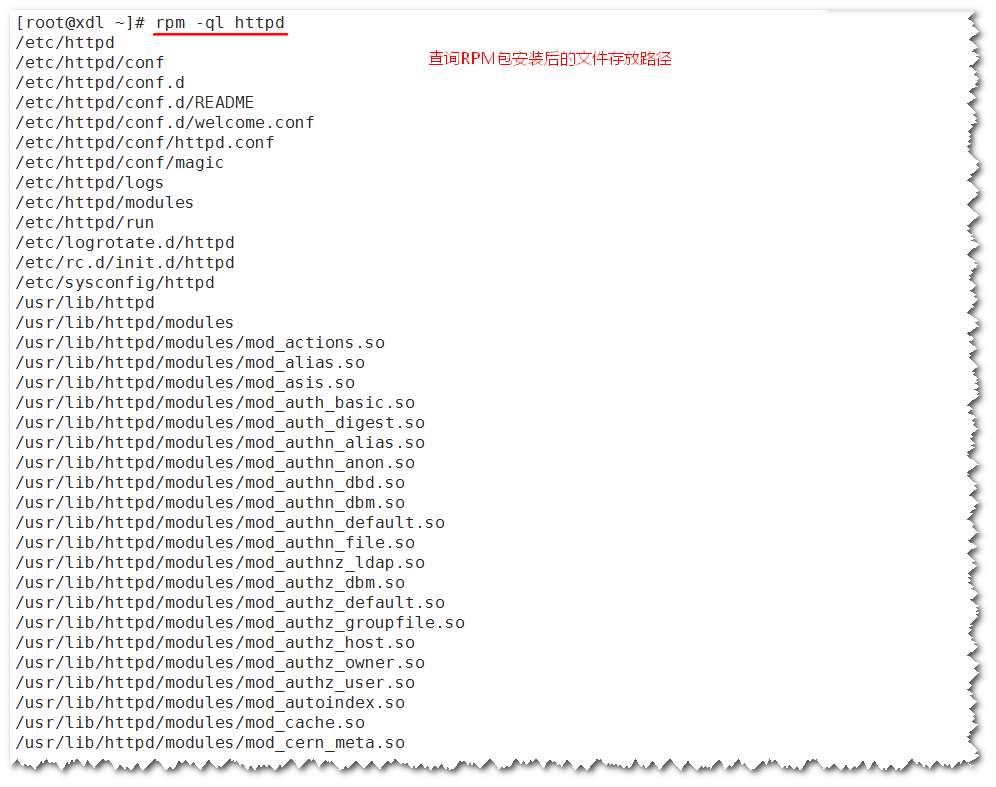 [root@xdl ~]# rpm -ql httpd
/etc/httpd
查询RPM包安装后的文件存放路径
/etc/httpd/conf
/etc/httpd/conf.d
/etc/httpd/conf.d/README
/etc/httpd/conf.d/welcome.conf
/etc/httpd/conf/httpd.conf
/etc/httpd/conf/magic
/etc/httpd/logs
/etc/httpd/modules
/etc/httpd/run
/etc/logrotate.d/httpd
/etc/rc.d/init.d/httpd
/etc/sysconfig/httpd
/usr/lib/httpd
/usr/lib/httpd/modules
/usr/lib/httpd/modules/mod_actions.so
/usr/lib/httpd/modules/mod_alias.so
/usr/lib/httpd/modules/mod_asis.so
/usr/lib/httpd/modules/mod_auth_basic.so
/usr/lib/httpd/modules/mod_auth_digest.so
/usr/lib/httpd/modules/mod_authn_alias.so
/usr/lib/httpd/modules/mod_authn_anon.so
/usr/lib/httpd/modules/mod_authn_dbd.so
/usr/lib/httpd/modules/mod_authn_dbm.so
/usr/lib/httpd/modules/mod_authn_default.so
/usr/lib/httpd/modules/mod_authn_file.so
/usr/lib/httpd/modules/mod_authnz_ldap.so
/usr/lib/httpd/modules/mod_authz_dbm.so
/usr/lib/httpd/modules/mod_authz_default.so
/usr/lib/httpd/modules/mod_authz_groupfile.so
/usr/lib/httpd/modules/mod_authz_host.so
/usr/lib/httpd/modules/mod_authz_owner.so
/usr/lib/httpd/modules/mod_authz_user.so
/usr/lib/httpd/modules/mod_autoindex.so
/usr/lib/httpd/modules/mod_cache.so
/usr/lib/httpd/modules/mod_cern_meta.so